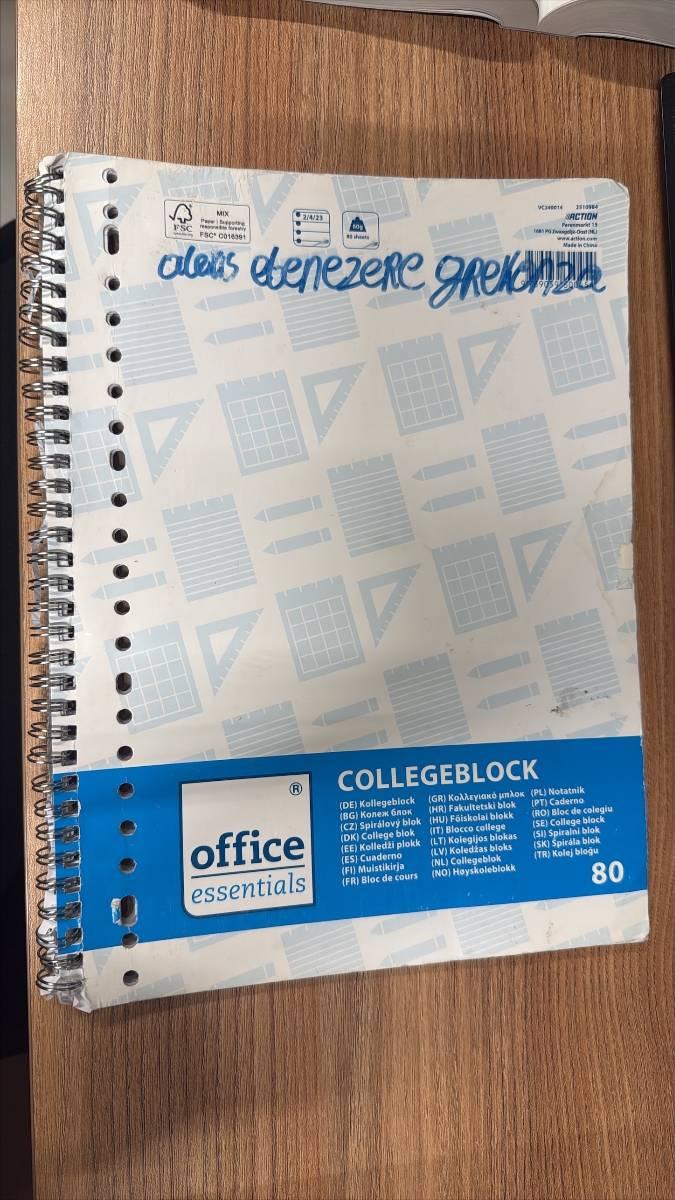 FSC
MIX
Paper | Supporting
responsible forestry
FSC® C016391
2/4/23
80g
80 sheets
VC240014 2510984
ACTION
Perenmarkt 15
1681 PG Zwaagdijk-Oost (NL)
www.action.com
Made in China
ebenezere
COLLEGEBLOCK
(DE) Kollegeblock
(BG) Колеж блок
(CZ) Spirálový blok
(DK) College blok
(EE) Kolledži plokk
(ES) Cuaderno
(FI) Muistikirja
(FR) Bloc de cours
(GR) Κολλεγιακό μπλοκ
(HR) Fakultetski blok
(HU) Főiskolai blokk
(IT) Blocco college
(LT) Kolegijos blokas
(LV) Koledžas bloks
(NL) Collegeblok
(NO) Høyskoleblokk
(PL) Notatnik
(PT) Caderno
(RO) Bloc de colegiu
(SE) College block
(SI) Spiralni blok
(SK) Špirála blok
(TR) Kolej bloğu
80
office®
essentials